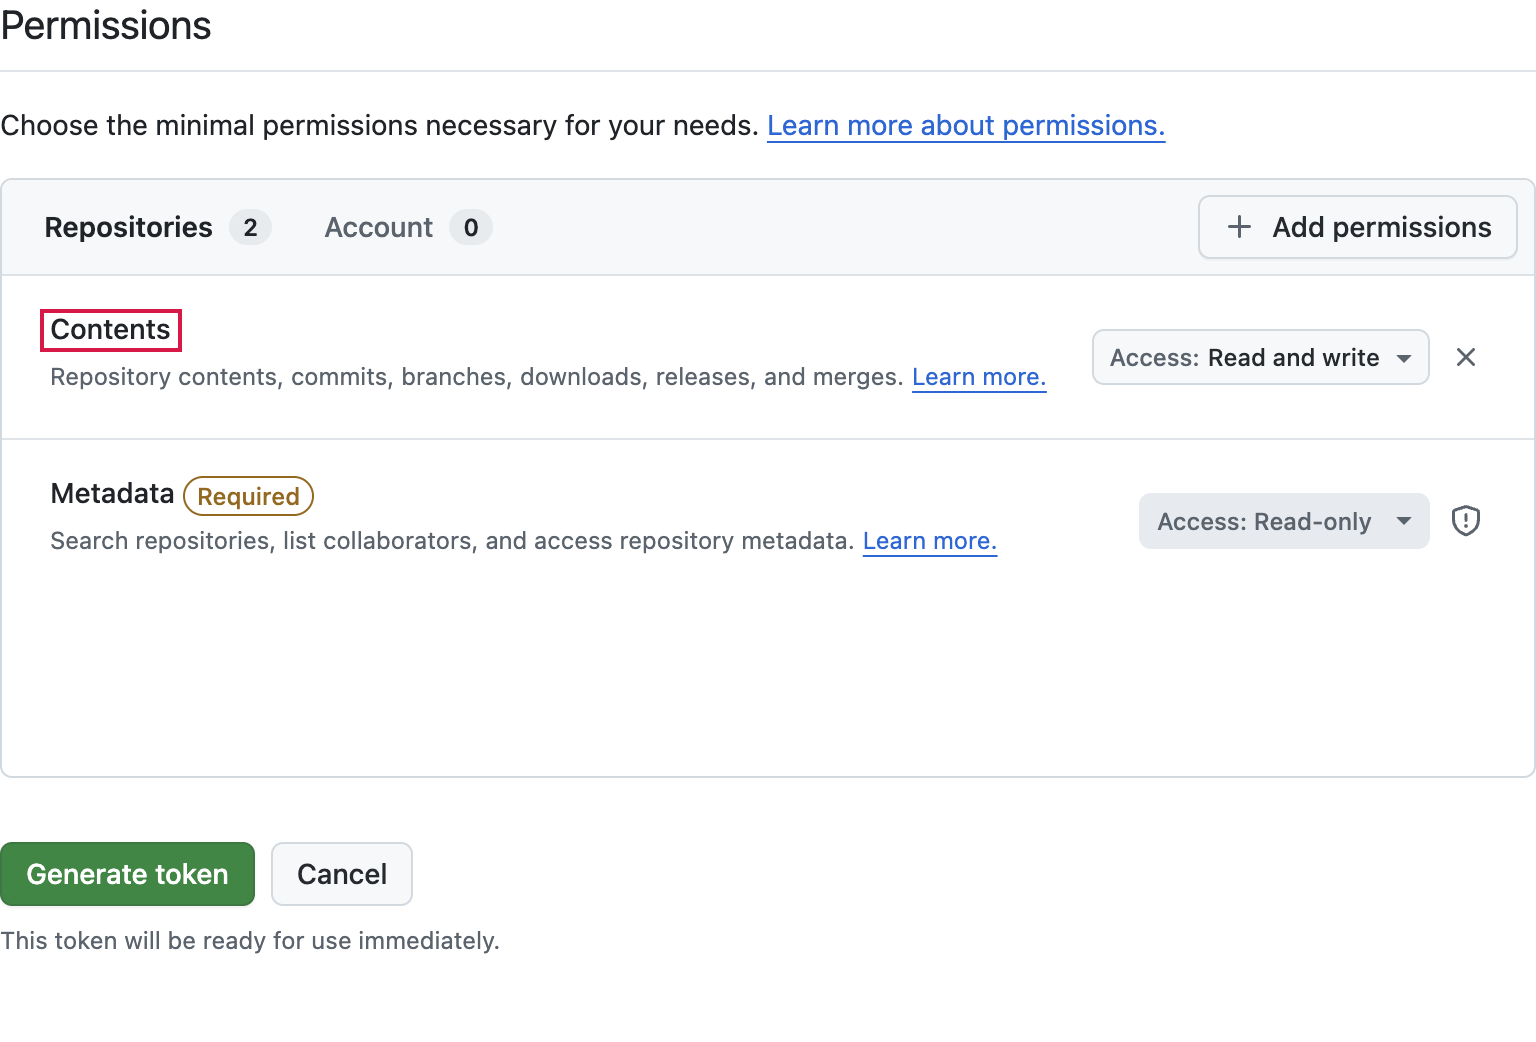 Permissions
Choose the minimal permissions necessary for your needs. Learn more about permissions.
Repositories 2 Account 0 Add permissions
Contents
Repository contents, commits, branches, downloads, releases, and merges. Learn more.
Access: Read and write
Metadata Required
Search repositories, list collaborators, and access repository metadata. Learn more.
Access: Read-only
Generate token Cancel
This token will be ready for use immediately.